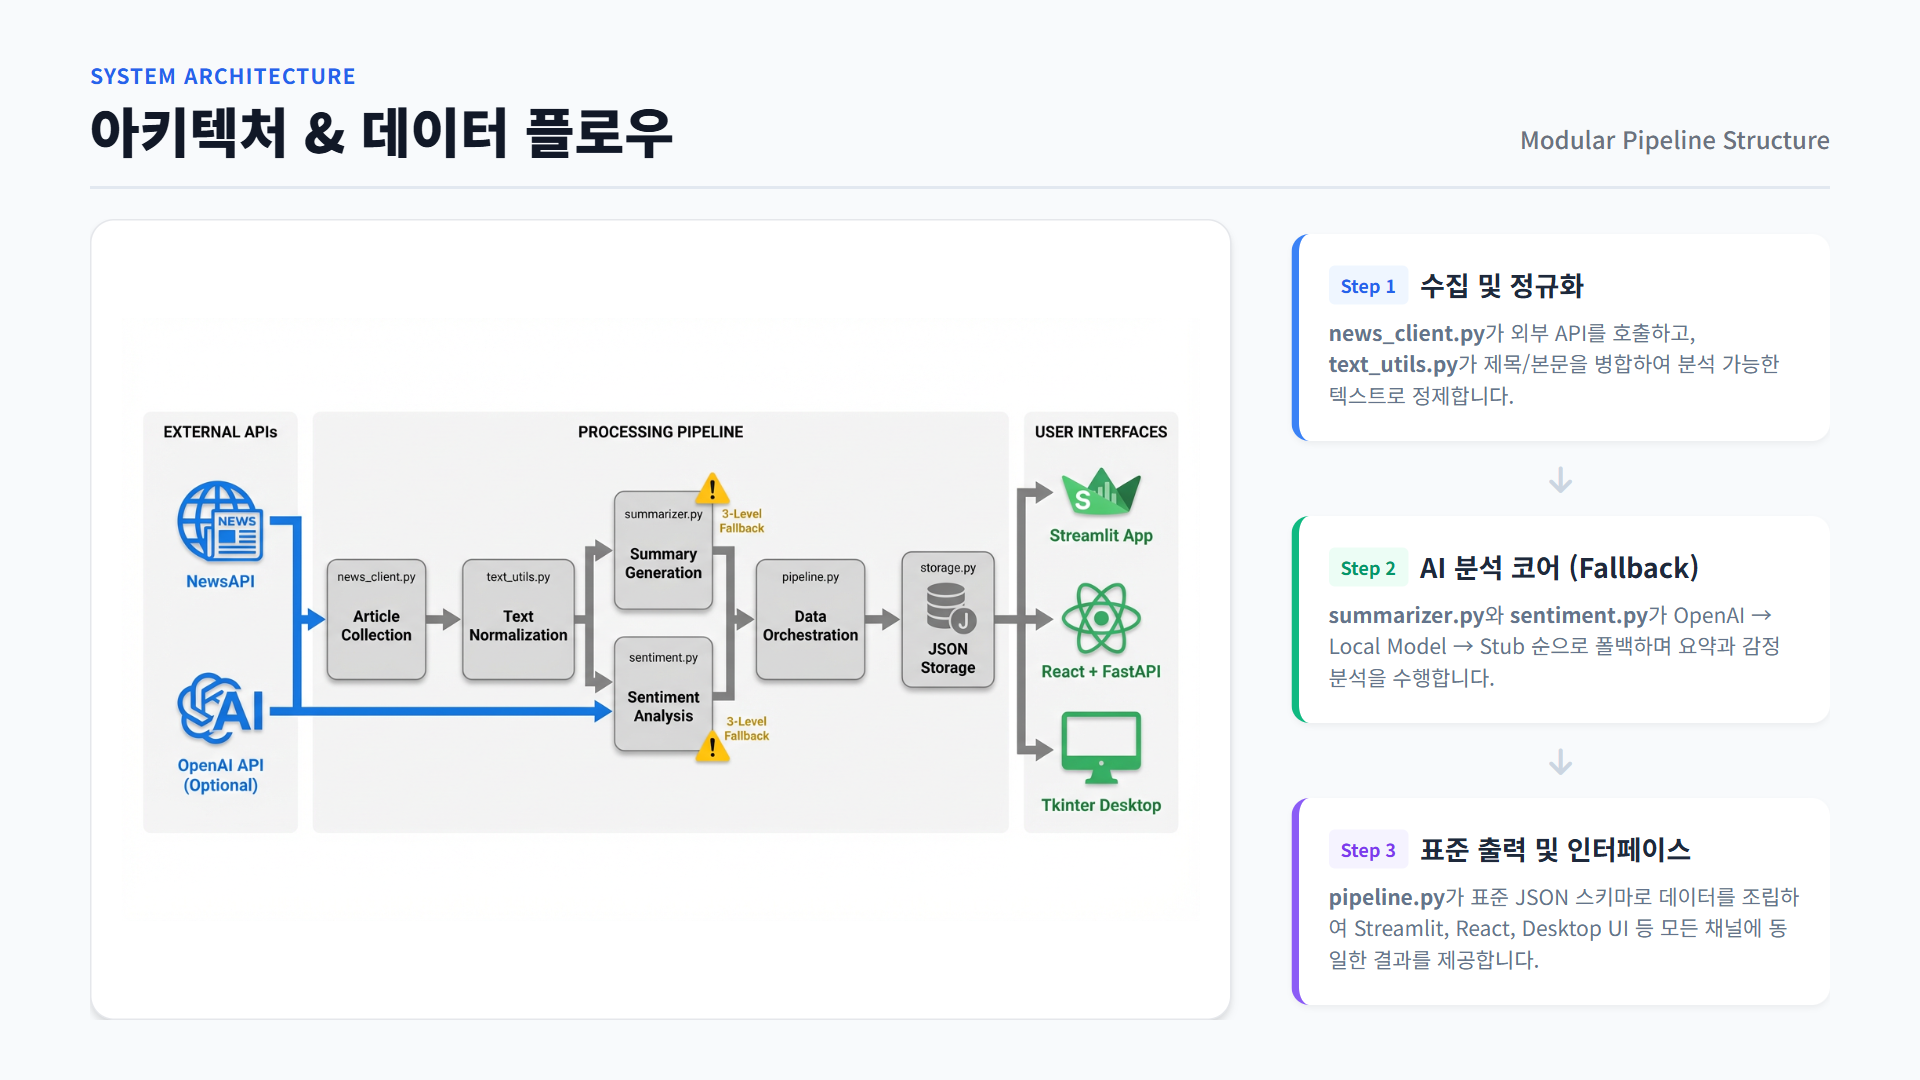 SYSTEM ARCHITECTURE
아키텍처 & 데이터 플로우
Modular Pipeline Structure
EXTERNAL APIs
NEWS
NewsAPI
AI
OpenAI API
(Optional)
PROCESSING PIPELINE
news_client.py
Article
Collection
text_utils.py
Text
Normalization
summarizer.py
Summary
Generation
3-Level
Fallback
sentiment.py
Sentiment
Analysis
3-Level
Fallback
pipeline.py
Data
Orchestration
storage.py
J
JSON
Storage
USER INTERFACES
S
Streamlit App
React + FastAPI
Tkinter Desktop
Step 1 수집 및 정규화
news_client.py가 외부 API를 호출하고,
text_utils.py가 제목/본문을 병합하여 분석 가능한
텍스트로 정제합니다.
Step 2 AI 분석 코어 (Fallback)
summarizer.py와 sentiment.py가 OpenAI →
Local Model → Stub 순으로 폴백하며 요약과 감정
분석을 수행합니다.
Step 3 표준 출력 및 인터페이스
pipeline.py가 표준 JSON 스키마로 데이터를 조립하
여 Streamlit, React, Desktop UI 등 모든 채널에 동
일한 결과를 제공합니다.